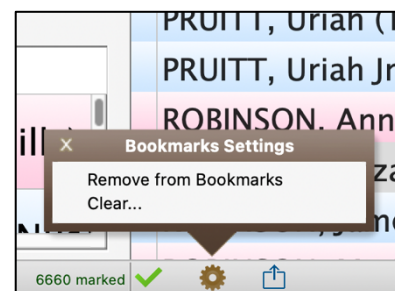 PRUITT, Uriah (
PRUITT, Uriah Jr
ROBINSON, Ann
X Bookmarks Settings
Remove from Bookmarks
Clear...
6660 marked